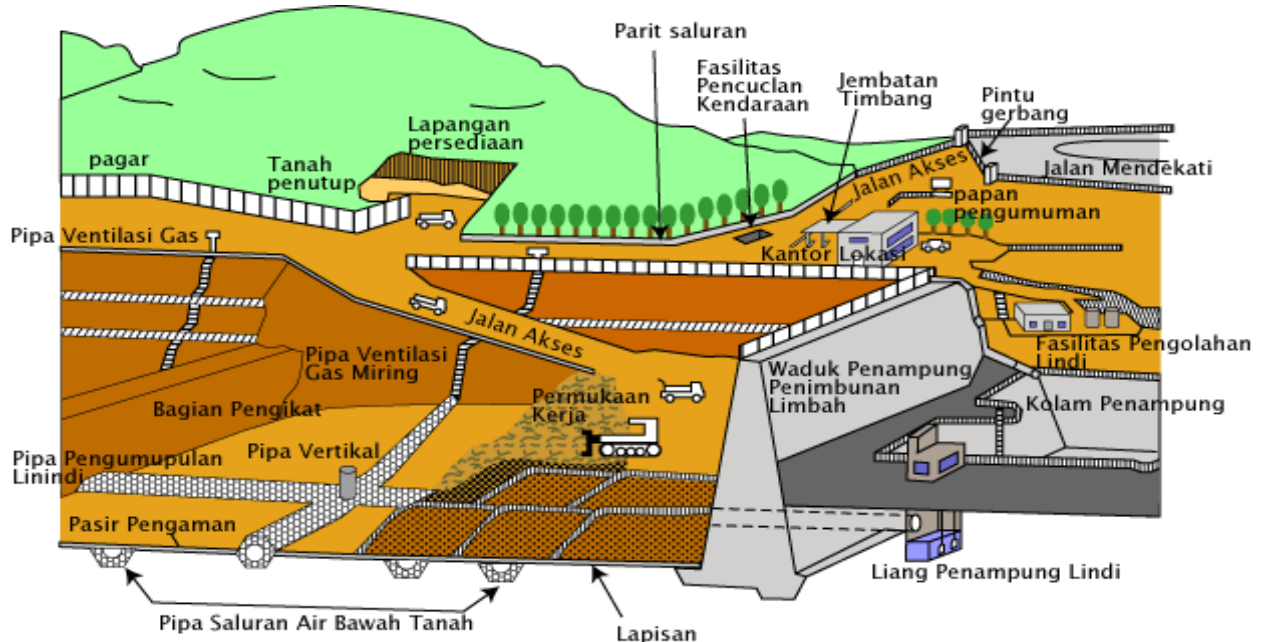 Parit saluran
Fasilitas
Pencuclan
Kendaraan
Jembatan
Timbang
Pintu
gerbang
Lapangan
persediaan
pagar
Tanah
penutup
Jalan Akses
Jalan Mendekati
papan
pengumuman
Pipa Ventilasi Gas
Kantor Lokasi
Jalan Akses
Fasilitas Pengolahan
Lindi
Pipa Ventilasi
Gas Miring
Waduk Penampung
Penimbunan
Limbah
Bagian Pengikat
Permukaan
Kerja
Kolam Penampung
Pipa Vertikal
Pipa Pengumupulan
Linindi
Pasir Pengaman
Liang Penampung Lindi
Pipa Saluran Air Bawah Tanah
Lapisan